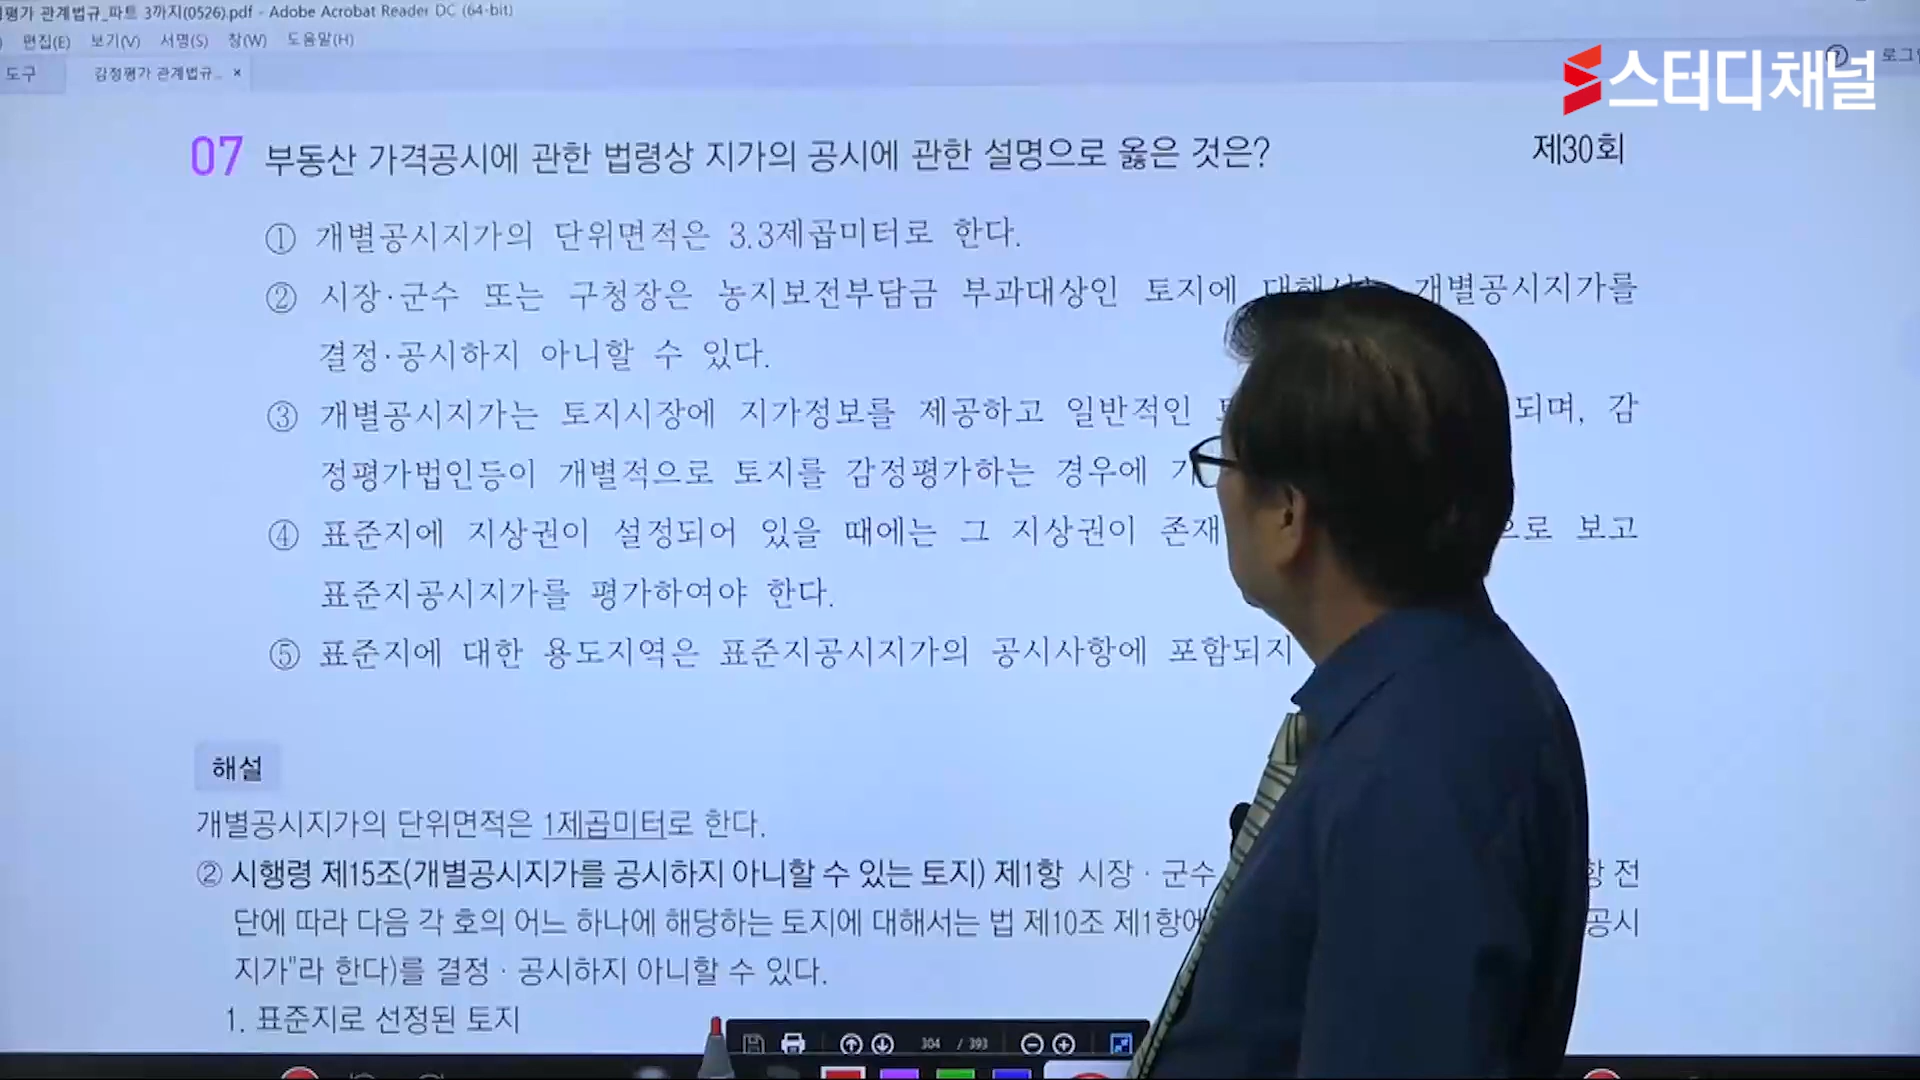 평가 관계법규_파트 3까지(0526).pdf - Adobe Acrobat Reader DC (64-bit)
편집(E) 보기(V) 서명(S) 창(W) 도움말(H)
도구 감정평가 관계법규... × 로그인
스터디채널
07 부동산 가격공시에 관한 법령상 지가의 공시에 관한 설명으로 옳은 것은? 제30회
① 개별공시지가의 단위면적은 3.3제곱미터로 한다.
② 시장·군수 또는 구청장은 농지보전부담금 부과대상인 토지에 개별공시지가를
결정·공시하지 아니할 수 있다.
③ 개별공시지가는 토지시장에 지가정보를 제공하고 일반적인 되며, 감
정평가법인등이 개별적으로 토지를 감정평가하는 경우에
④ 표준지에 지상권이 설정되어 있을 때에는 그 지상권이 존재 으로 보고
표준지공시지가를 평가하여야 한다.
⑤ 표준지에 대한 용도지역은 표준지공시지가의 공시사항에 포함되지
해설
개별공시지가의 단위면적은 1제곱미터로 한다.
② 시행령 제15조(개별공시지가를 공시하지 아니할 수 있는 토지) 제1항 시장·군수 항 전
단에 따라 다음 각 호의 어느 하나에 해당하는 토지에 대해서는 법 제10조 제1항에 공시
지가"라 한다)를 결정·공시하지 아니할 수 있다.
1. 표준지로 선정된 토지
304 / 393